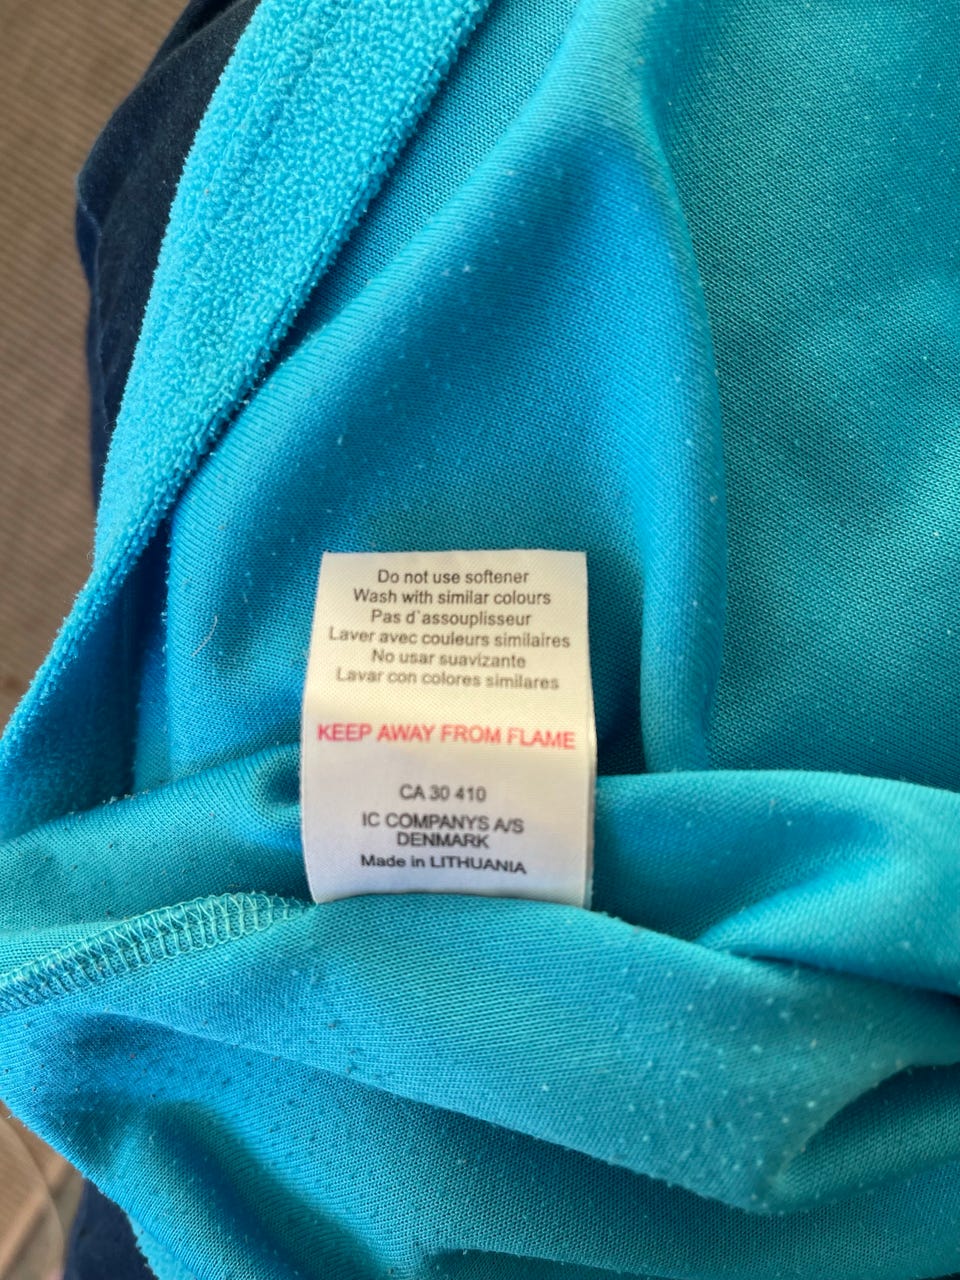 Do not use softener
Wash with similar colours
Pas d`assouplisseur
Laver avec couleurs similaires
No usar suavizante
Lavar con colores similares
KEEP AWAY FROM FLAME
CA 30 410
IC COMPANYS A/S
DENMARK
Made in LITHUANIA